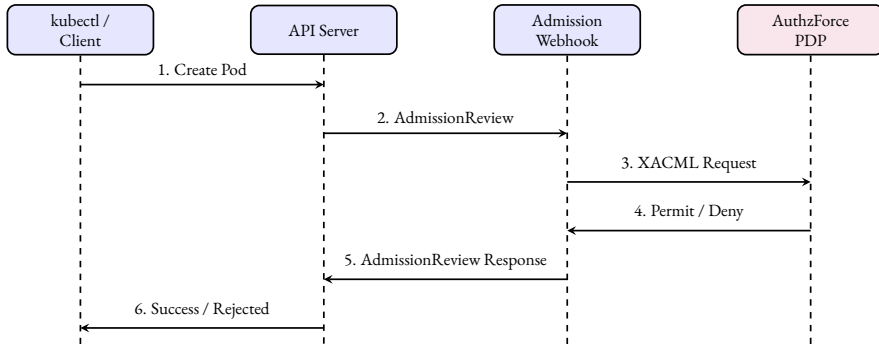 kubectl /
Client
API Server
Admission
Webhook
AuthzForce
PDP
1. Create Pod
2. AdmissionReview
3. XACML Request
4. Permit / Deny
5. AdmissionReview Response
6. Success / Rejected